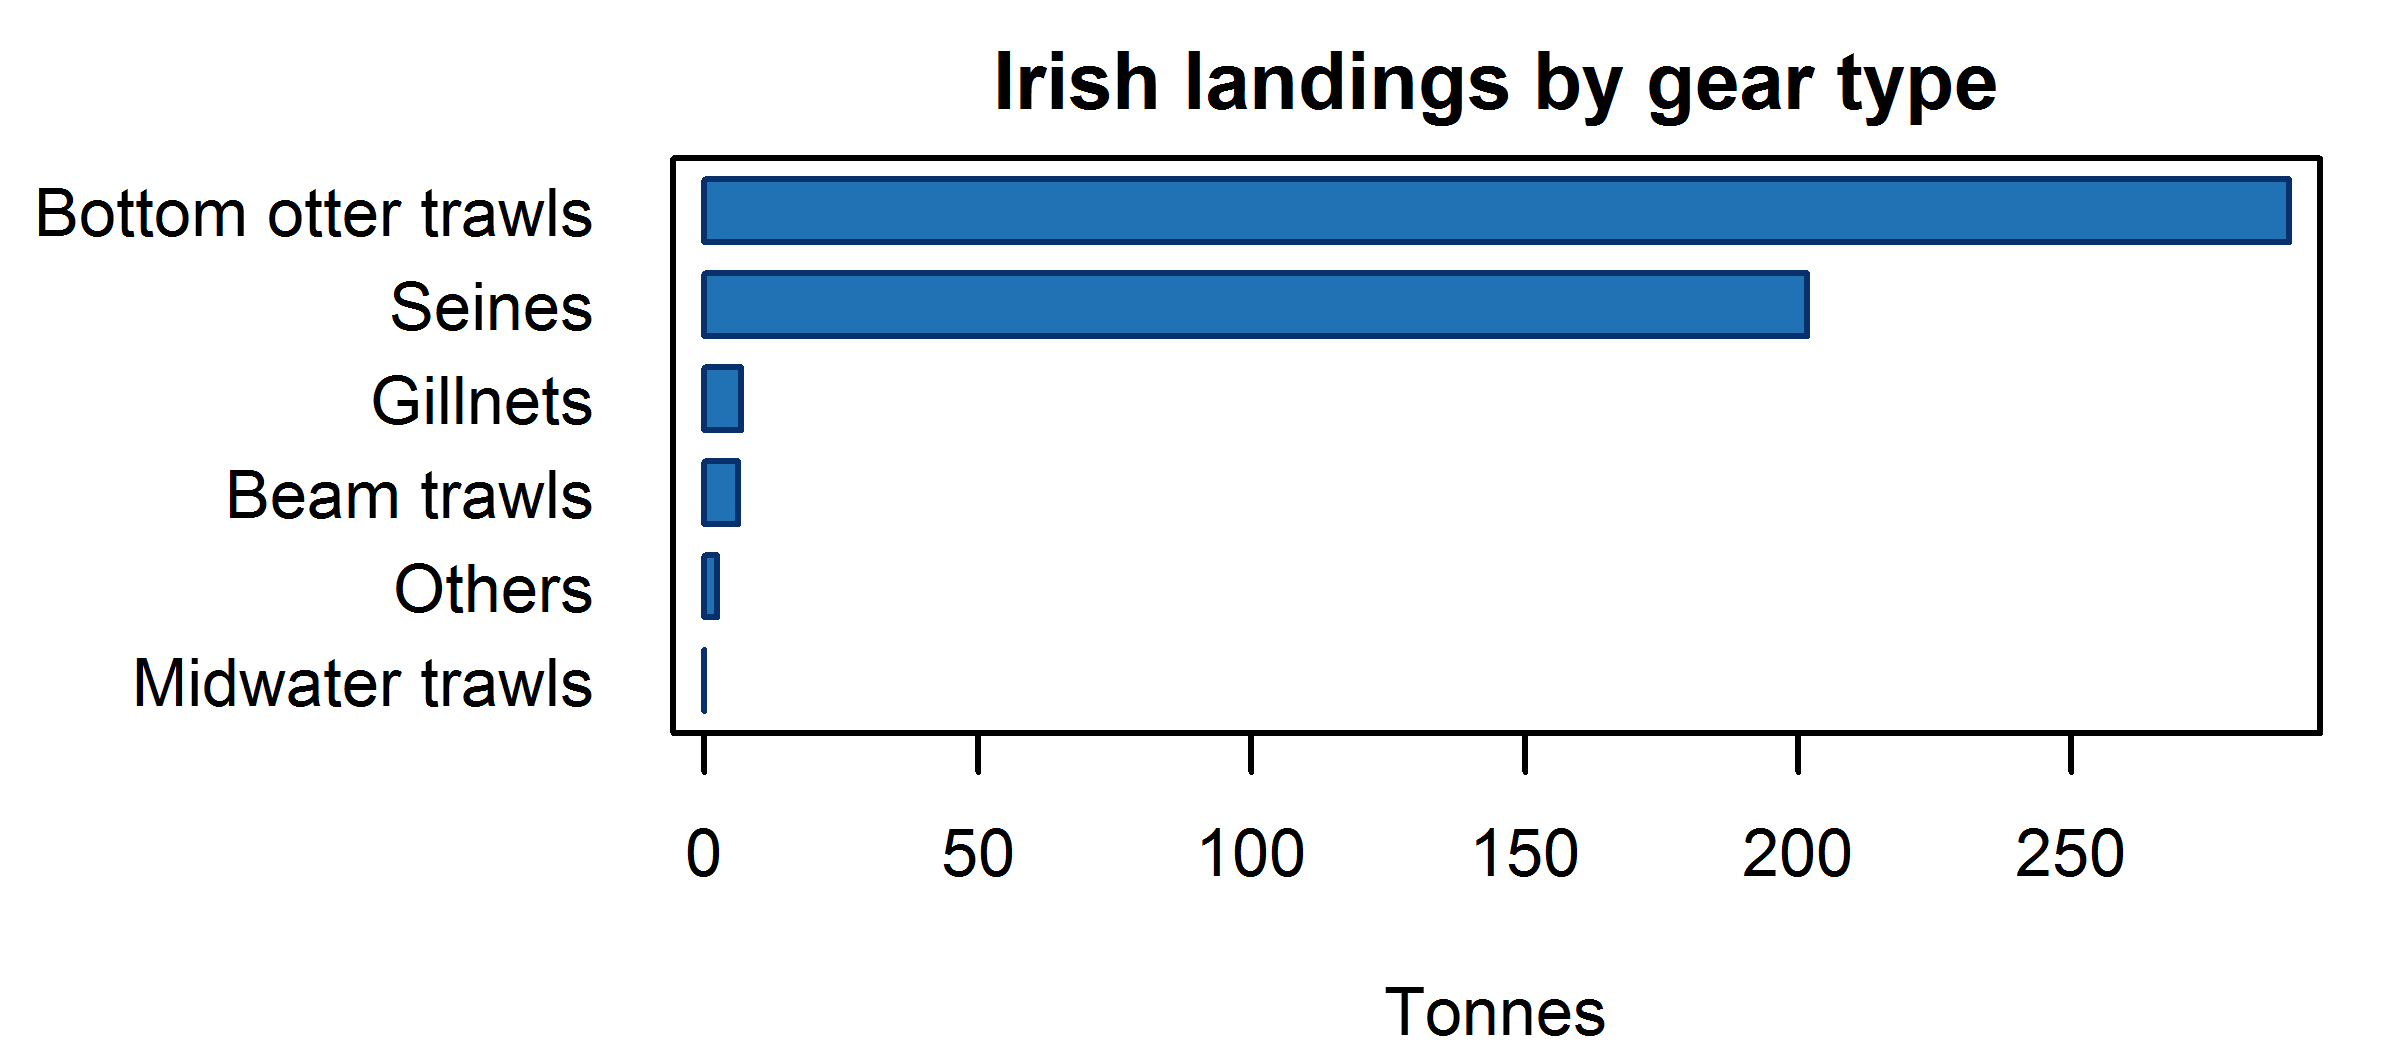 Irish landings by gear type
Bottom otter trawls
Seines
Gillnets
Beam trawls
Others
Midwater trawls
0 50 100 150 200 250
Tonnes